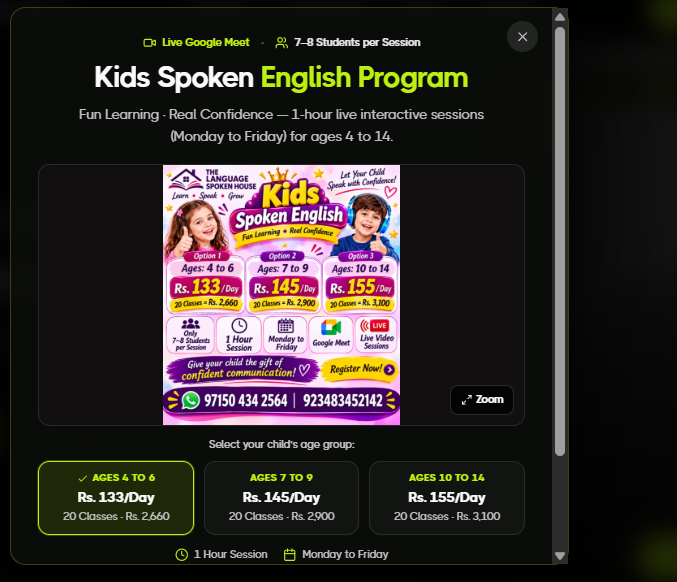 Live Google Meet · 7–8 Students per Session
Kids Spoken English Program
Fun Learning · Real Confidence — 1-hour live interactive sessions
(Monday to Friday) for ages 4 to 14.
THE
LANGUAGE
SPOKEN HOUSE
Learn • Speak • Grow
Let Your Child
Speak with Confidence!
Kids
Spoken English
Fun Learning • Real Confidence
Option 1
Ages: 4 to 6
Rs. 133/Day
20 Classes = Rs. 2,660
Option 2
Ages: 7 to 9
Rs. 145/Day
20 Classes = Rs. 2,900
Option 3
Ages: 10 to 14
Rs. 155/Day
20 Classes = Rs. 3,100
Only
7–8 Students
per Session
1 Hour
Session
Monday to
Friday
Google Meet
LIVE
Live Video
Sessions
Give your child the gift of
confident communication!
Register Now!
97150 434 2564 | 923483452142
Zoom
Select your child's age group:
AGES 4 TO 6
Rs. 133/Day
20 Classes · Rs. 2,660
AGES 7 TO 9
Rs. 145/Day
20 Classes · Rs. 2,900
AGES 10 TO 14
Rs. 155/Day
20 Classes · Rs. 3,100
1 Hour Session
Monday to Friday